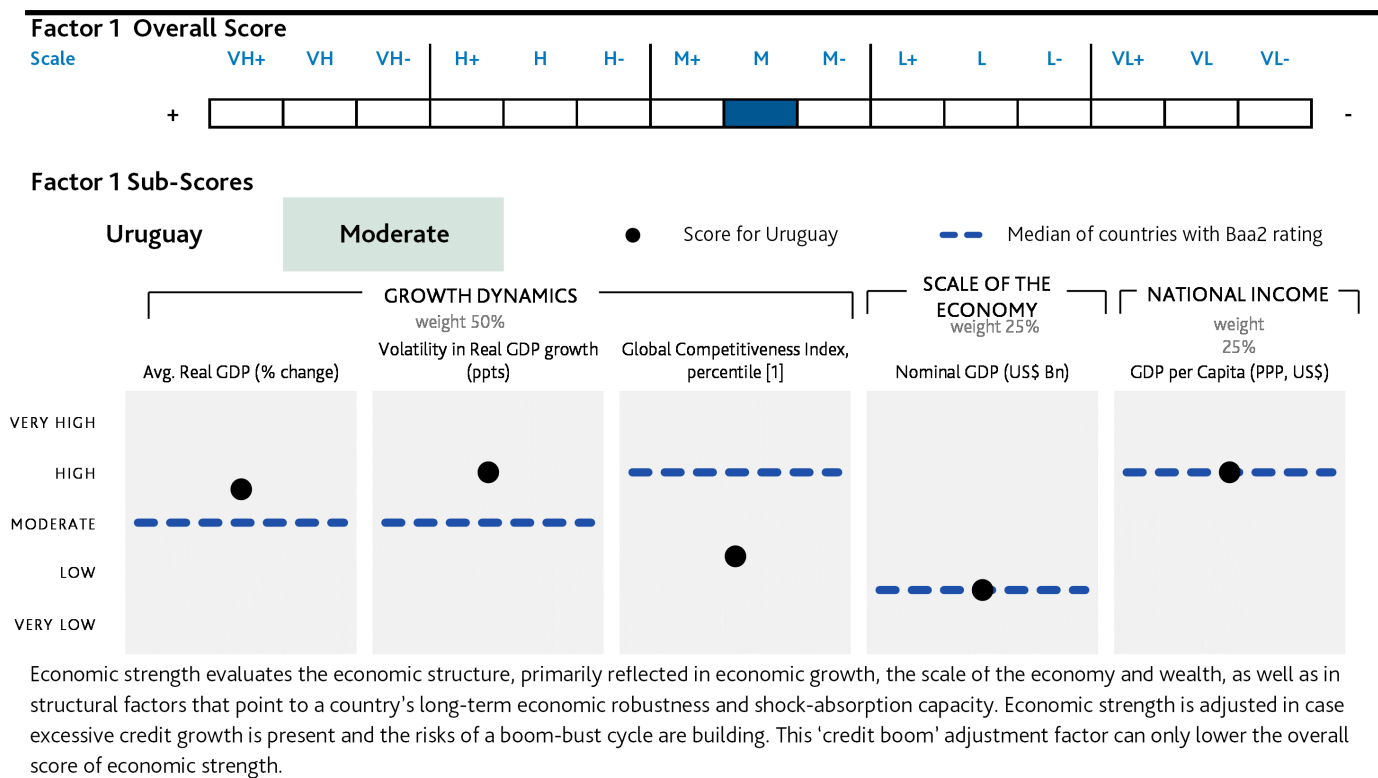 Factor 1 Overall Score
Scale VH+ VH VH- H+ H H- M+ M M- L+ L L- VL+ VL VL-
+ -
Factor 1 Sub-Scores
Uruguay Moderate Score for Uruguay Median of countries with Baa2 rating
GROWTH DYNAMICS
weight 50%
SCALE OF THE
ECONOMY
weight 25%
NATIONAL INCOME
weight
25%
Avg. Real GDP (% change)
Volatility in Real GDP growth
(ppts)
Global Competitiveness Index,
percentile [1]
Nominal GDP (US$ Bn)
GDP per Capita (PPP, US$)
VERY HIGH
HIGH
MODERATE
LOW
VERY LOW
Economic strength evaluates the economic structure, primarily reflected in economic growth, the scale of the economy and wealth, as well as in
structural factors that point to a country’s long-term economic robustness and shock-absorption capacity. Economic strength is adjusted in case
excessive credit growth is present and the risks of a boom-bust cycle are building. This ‘credit boom’ adjustment factor can only lower the overall
score of economic strength.